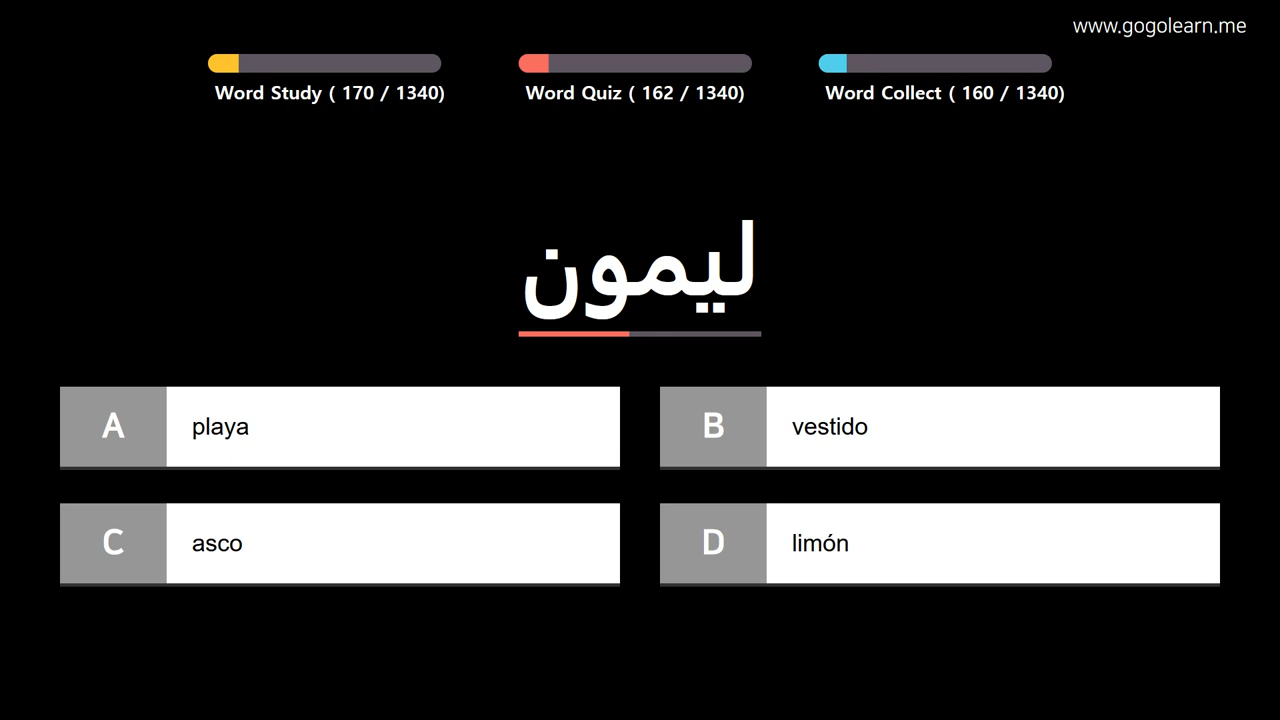 www.gogolearn.me
Word Study ( 170 / 1340)
Word Quiz ( 162 / 1340)
Word Collect ( 160 / 1340)
ليمون
A playa
B vestido
C asco
D limón